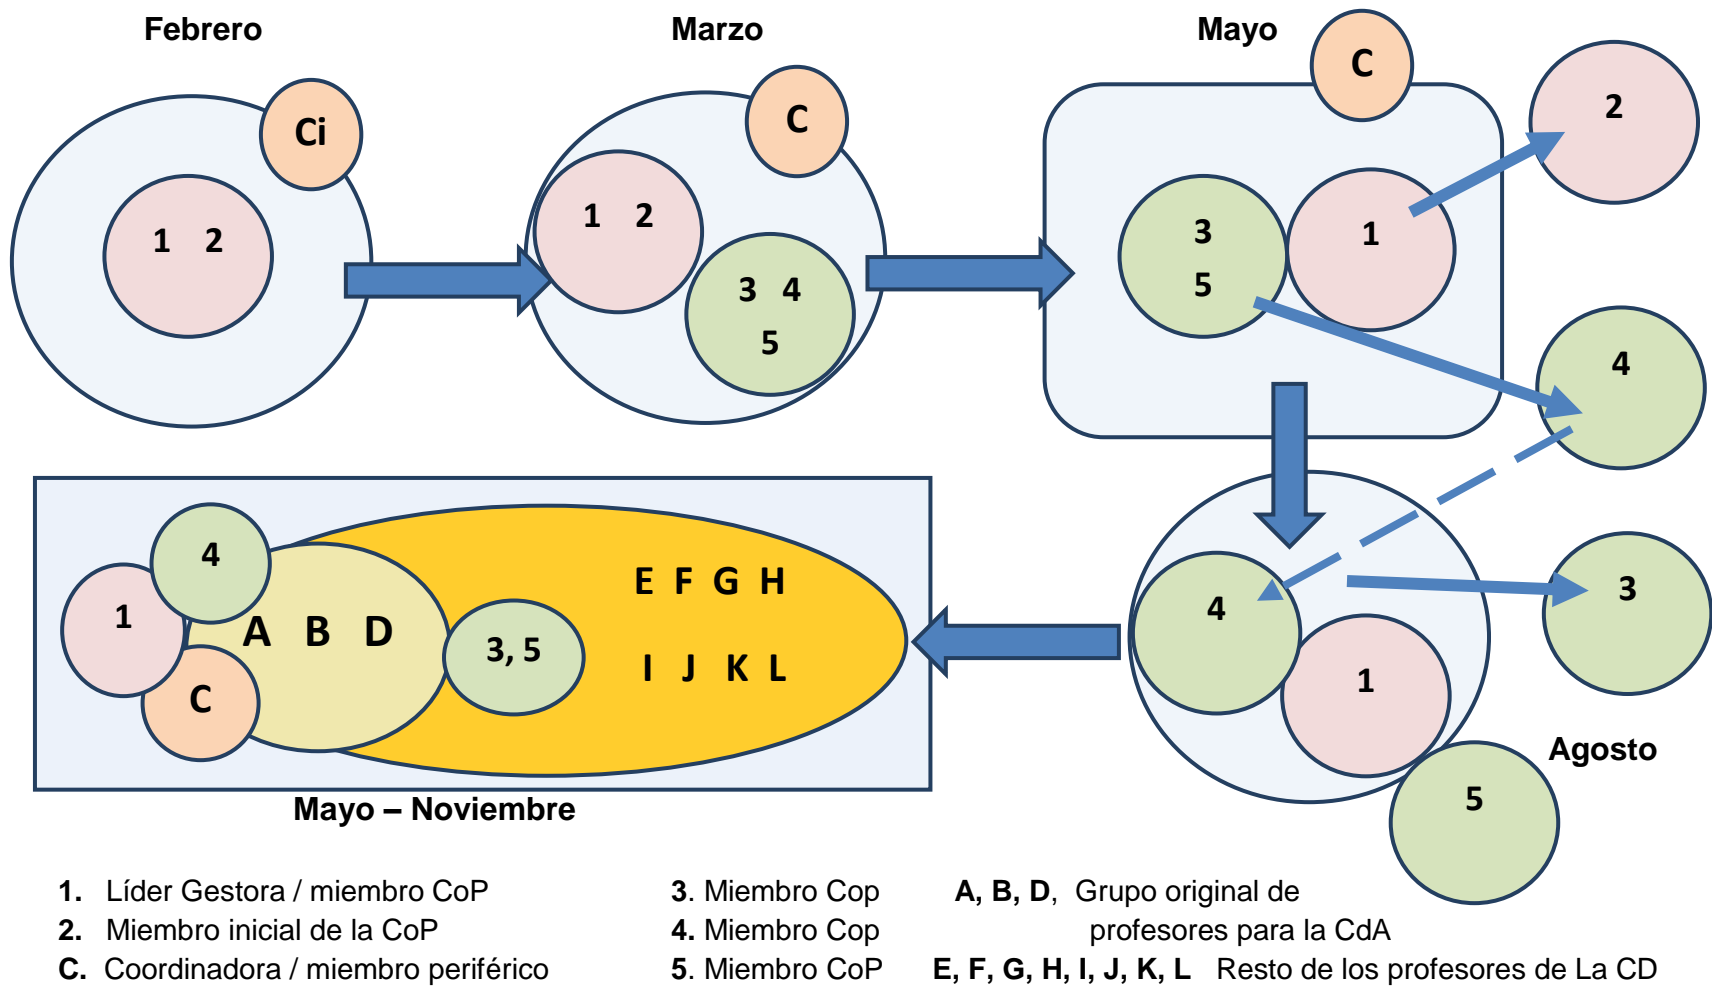 Febrero
Marzo
Mayo
Ci
1 2
C
1 2
3 4
5
C
3
5
1
2
4
4
1
3
5
Agosto
4
1
C
A B D
3, 5
E F G H
I J K L
Mayo – Noviembre
1. Líder Gestora / miembro CoP
2. Miembro inicial de la CoP
C. Coordinadora / miembro periférico
3. Miembro Cop
4. Miembro Cop
5. Miembro CoP
A, B, D, Grupo original de
profesores para la CdA
E, F, G, H, I, J, K, L Resto de los profesores de La CD